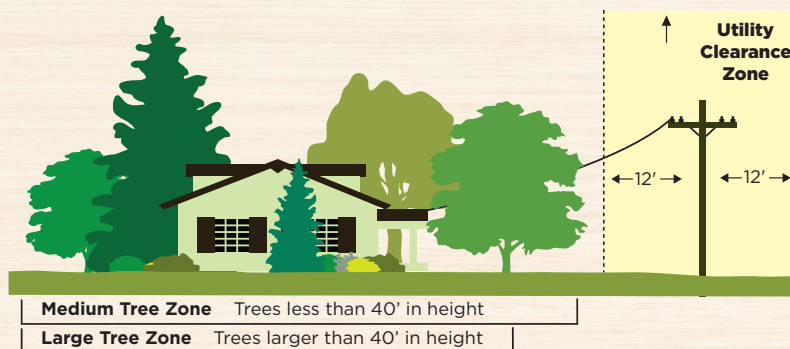 Utility
Clearance
Zone
12'
12'
Medium Tree Zone Trees less than 40’ in height
Large Tree Zone Trees larger than 40’ in height